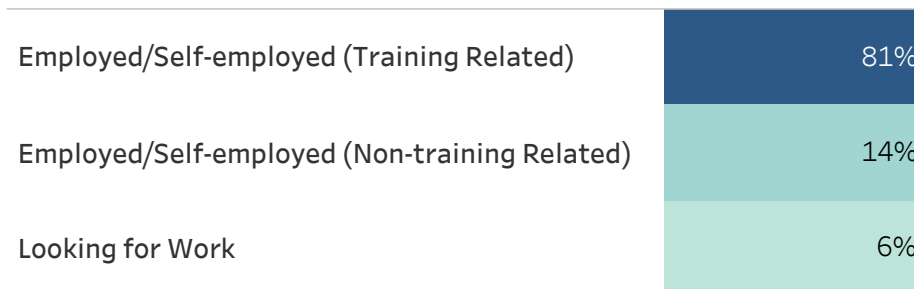 Employed/Self-employed (Training Related) 81%
Employed/Self-employed (Non-training Related) 14%
Looking for Work 6%